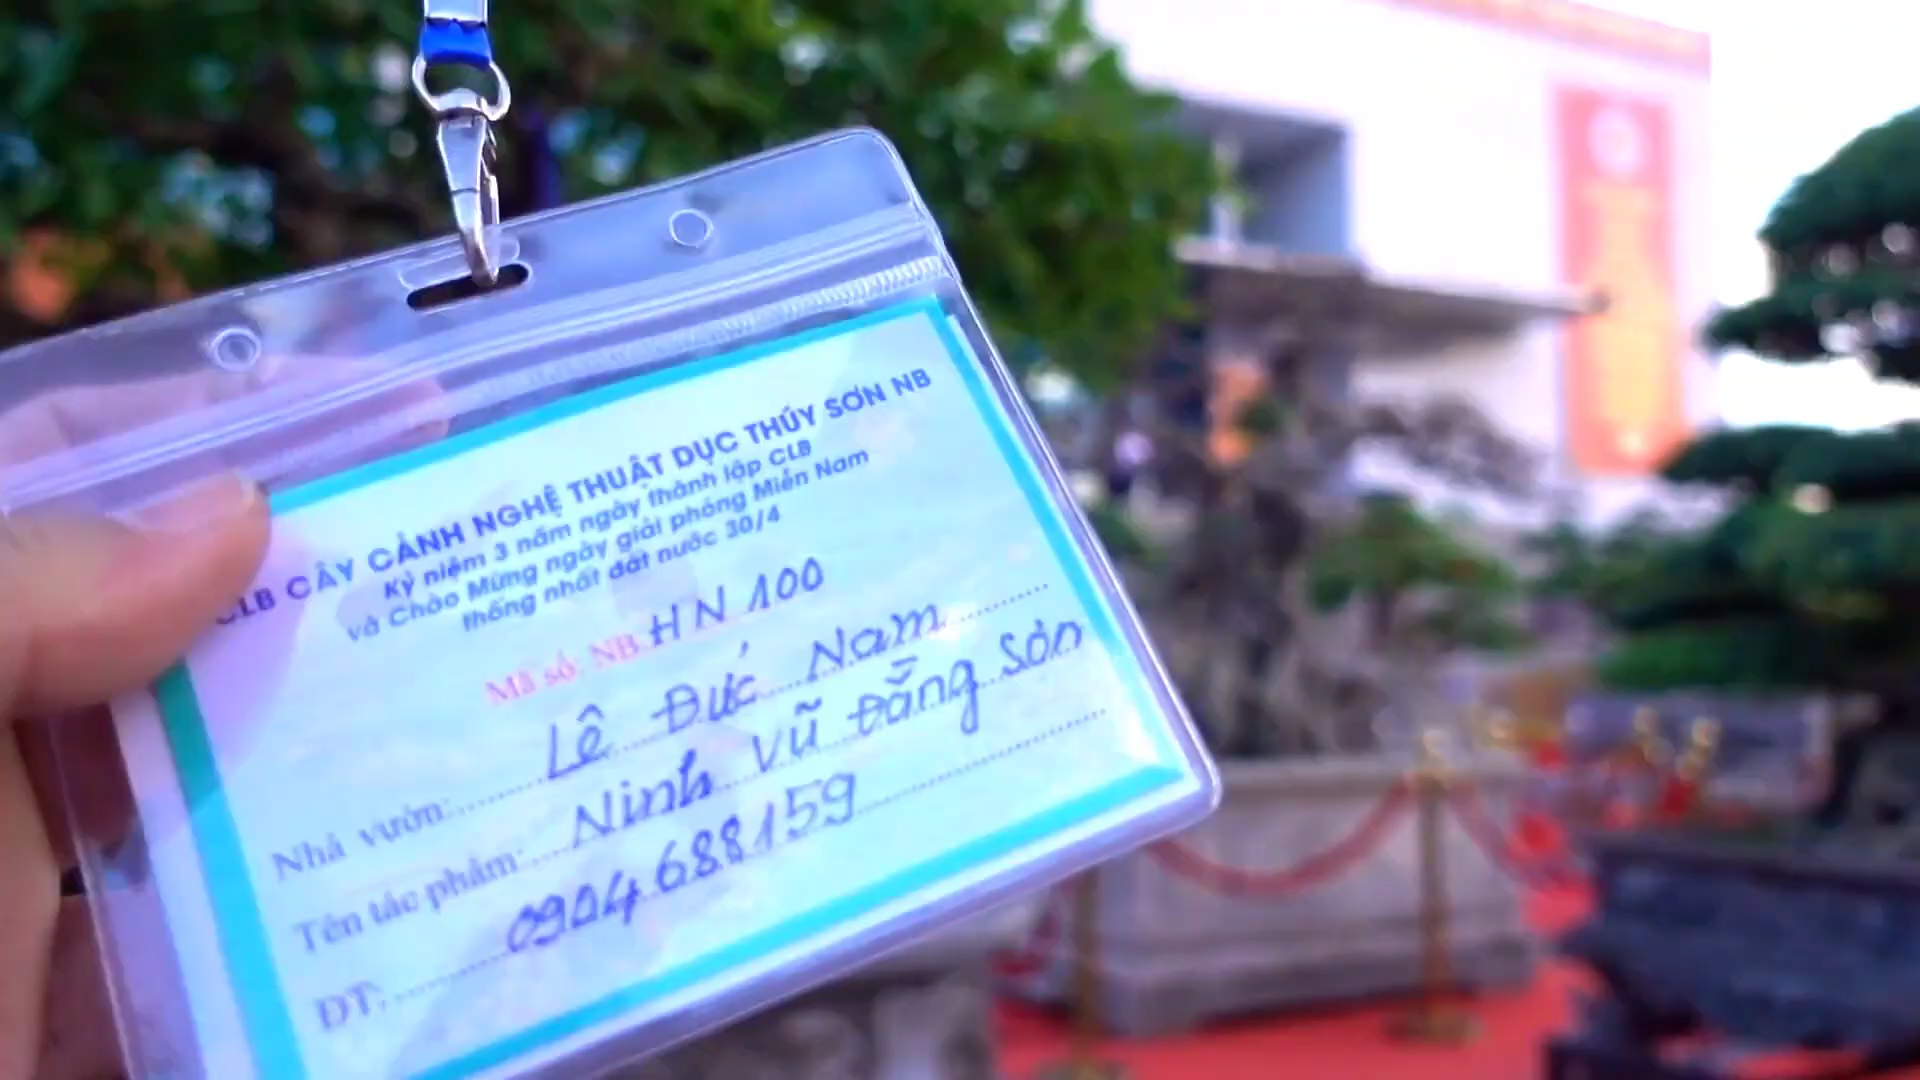 CLB CÂY CẢNH NGHỆ THUẬT DỤC THÚY SƠN NB
Kỷ niệm 3 năm ngày thành lập CLB
và Chào Mừng ngày giải phóng Miền Nam
thống nhất đất nước 30/4
Mã số: NB HN 100
Nhà vườn: Lê Đức Nam
Tên tác phẩm: Ninh Vũ Đằng Sơn
ĐT: 0904688159